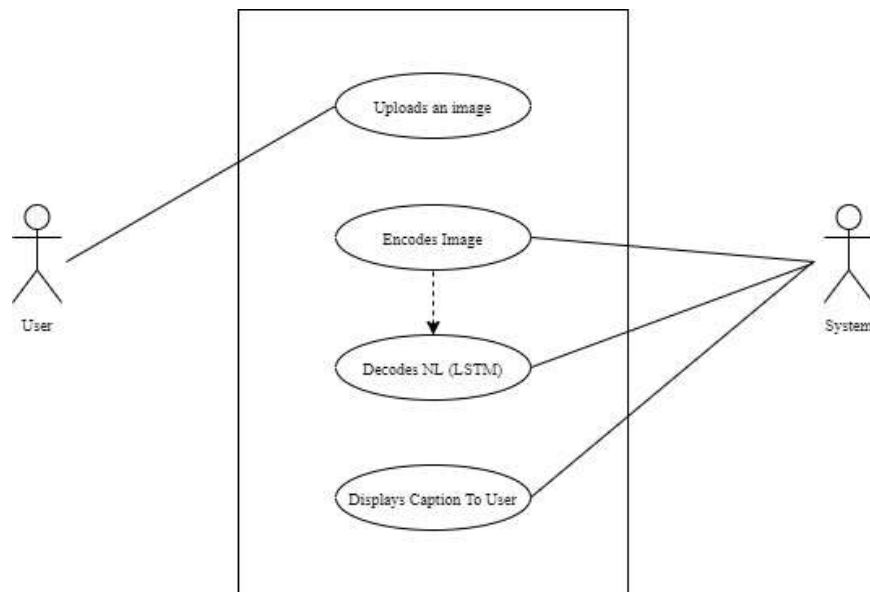 Uploads an image
Encodes Image
User
System
Decodes NL (LSTM)
Displays Caption To User